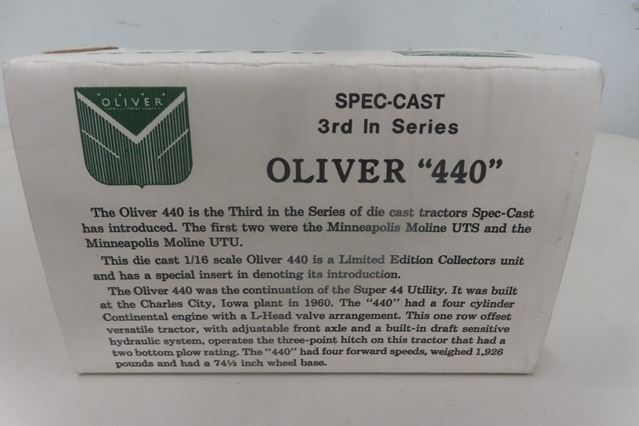 OLIVER
SPEC-CAST
3rd In Series
OLIVER "440"
The Oliver 440 is the Third in the Series of die cast tractors Spec-Cast
has introduced. The first two were the Minneapolis Moline UTS and the
Minneapolis Moline UTU.
This die cast 1/16 scale Oliver 440 is a Limited Edition Collectors unit
and has a special insert in denoting its introduction.
The Oliver 440 was the continuation of the Super 44 Utility. It was built
at the Charles City, Iowa plant in 1960. The "440" had a four cylinder
Continental engine with a L-Head valve arrangement. This one row offset
versatile tractor, with adjustable front axle and a built-in draft sensitive
hydraulic system, operates the three-point hitch on this tractor that had a
two bottom plow rating. The "440" had four forward speeds, weighed 1,926
pounds and had a 74½ inch wheel base.